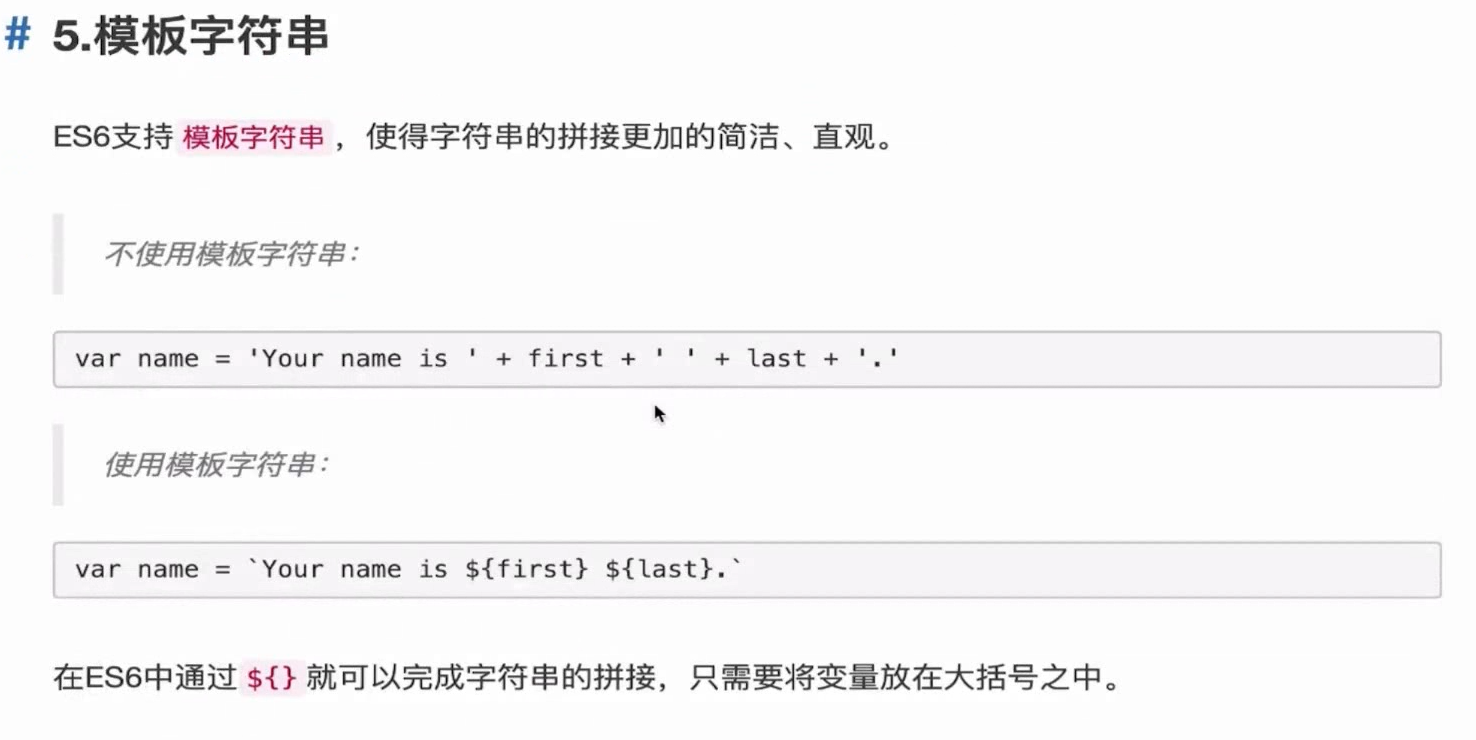 # 5.模板字符串
ES6支持 模板字符串 ，使得字符串的拼接更加的简洁、直观。
不使用模板字符串：
var name = 'Your name is ' + first + ' ' + last + '.'
使用模板字符串：
var name = `Your name is ${first} ${last}.`
在ES6中通过 ${} 就可以完成字符串的拼接，只需要将变量放在大括号之中。